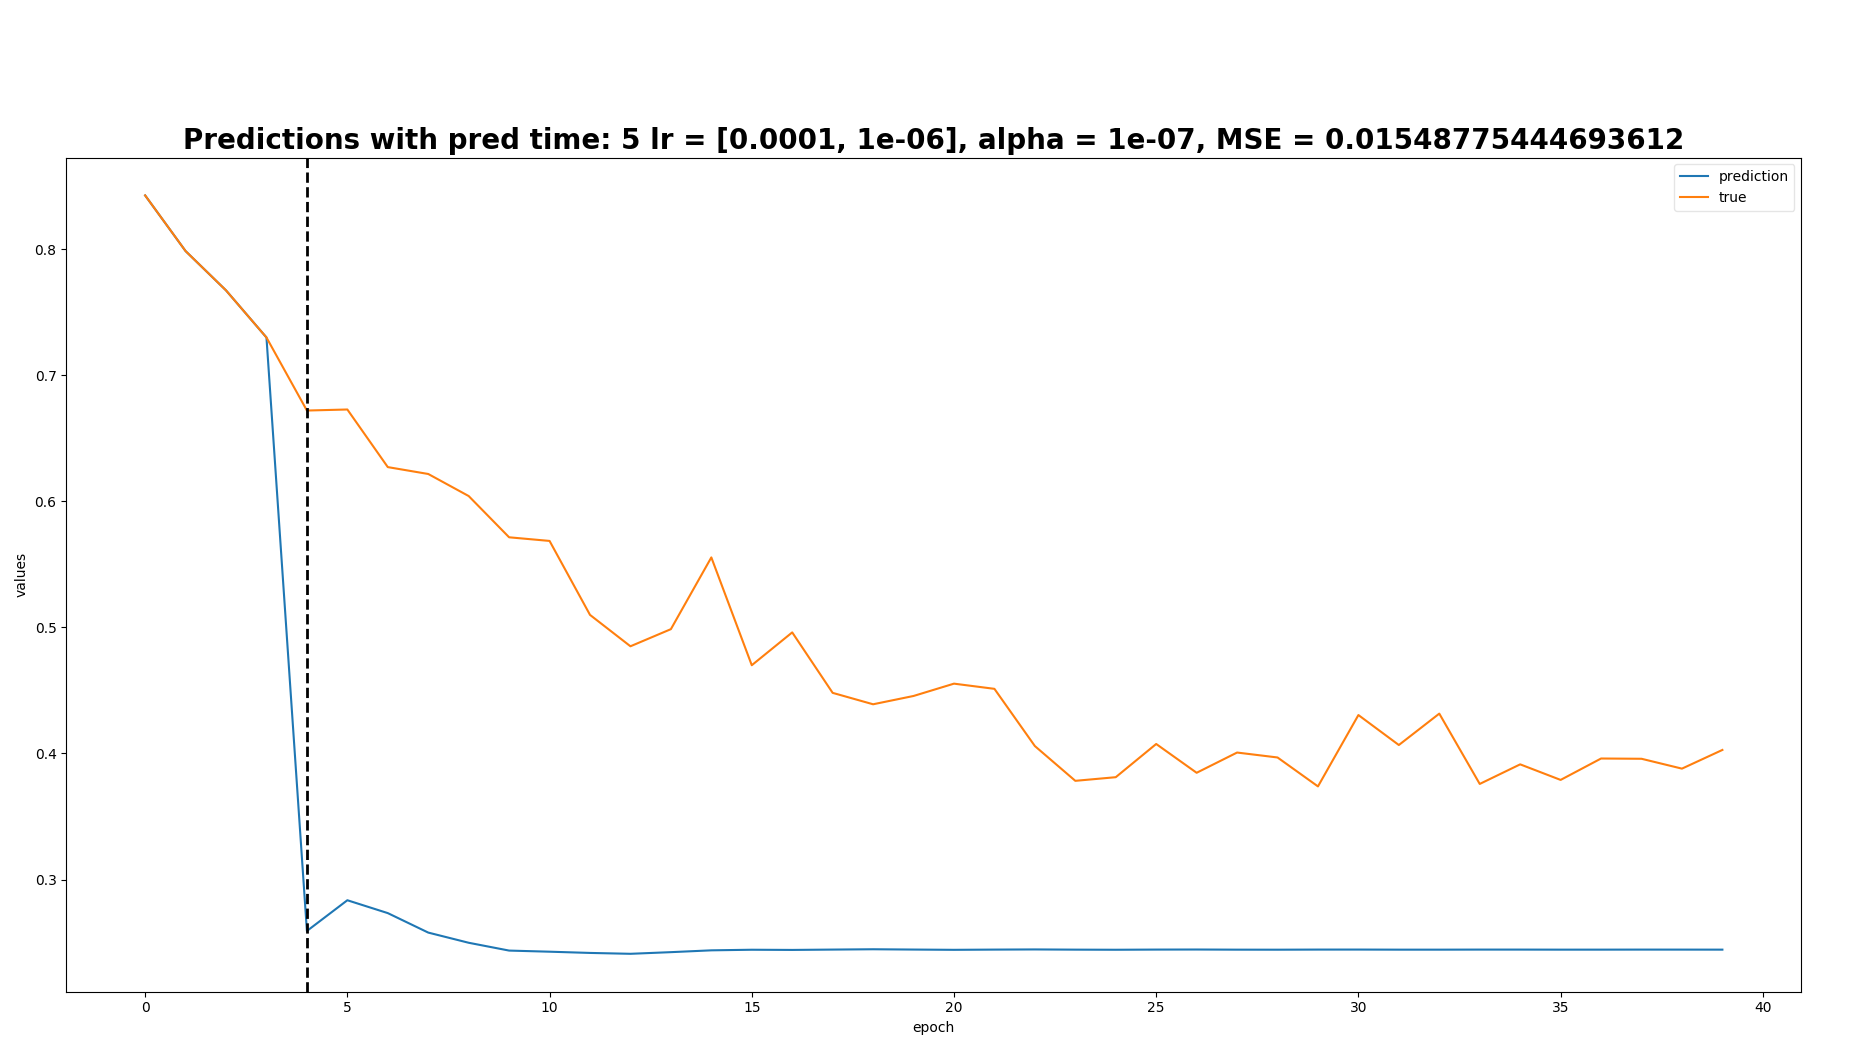 Predictions with pred time: 5 lr = [0.0001, 1e-06], alpha = 1e-07, MSE = 0.01548775444693612
prediction
true
values
0.8
0.7
0.6
0.5
0.4
0.3
0 5 10 15 20 25 30 35 40
epoch